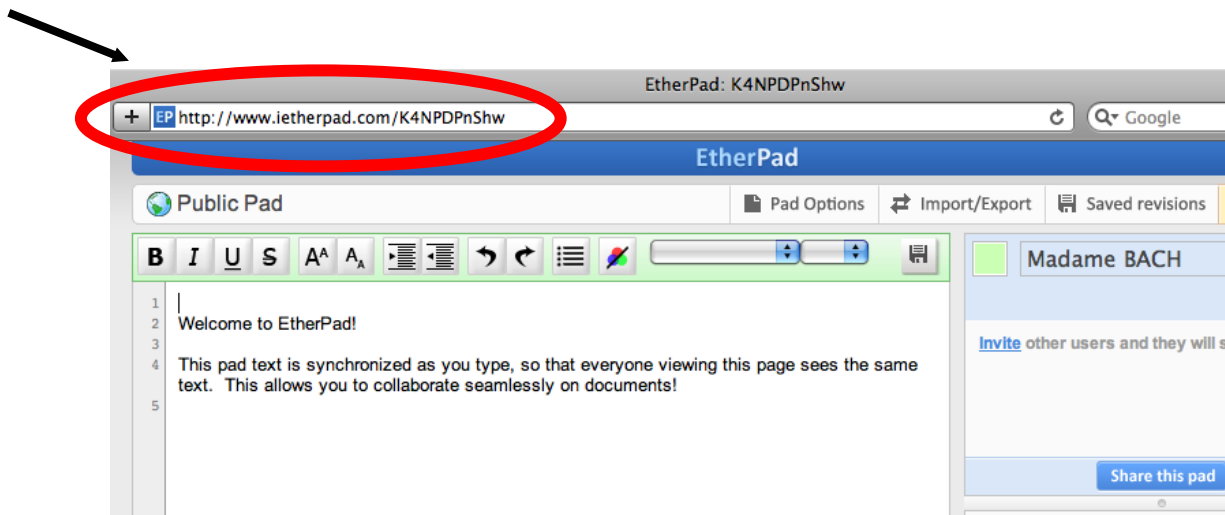 EtherPad: K4NPDPnShw
+ EP http://www.ietherpad.com/K4NPDPnShw Google
EtherPad
Public Pad Pad Options Import/Export Saved revisions
B I U S AA AA
Madame BACH
1
2 Welcome to EtherPad!
3
4 This pad text is synchronized as you type, so that everyone viewing this page sees the same
text. This allows you to collaborate seamlessly on documents!
5
Invite other users and they will s
Share this pad